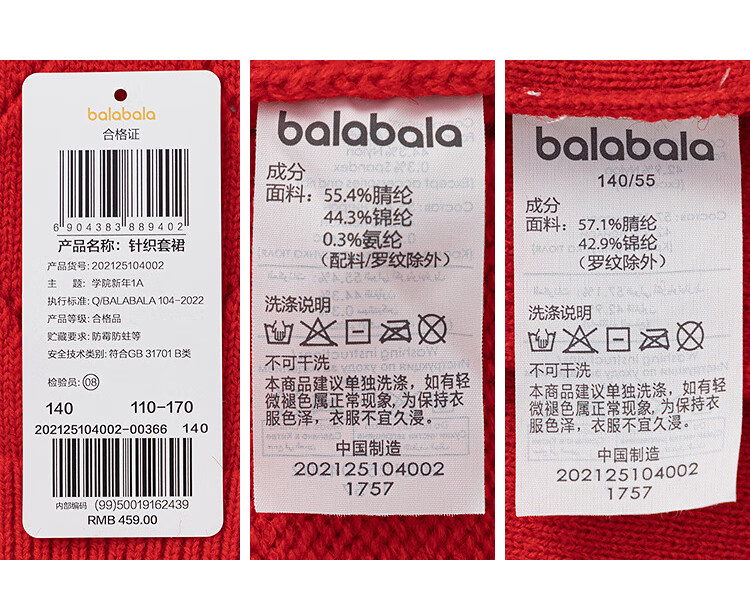 balabala
合格证
6 904383 889402
产品名称：针织套裙
产品货号：202125104002
主　　题：学院新年1A
执行标准：Q/BALABALA 104-2022
产品等级：合格品
贮藏要求：防霉防蛀等
安全技术类别：符合GB 31701 B类
检验员：08
140 110-170
202125104002-00366 140
内部编码 (99)50019162439
RMB 459.00
balabala
成分
面料：55.4%腈纶
44.3%锦纶
0.3%氨纶
（配料/罗纹除外）
洗涤说明
不可干洗
本商品建议单独洗涤，如有轻
微褪色属正常现象，为保持衣
服色泽，衣服不宜久浸。
中国制造
202125104002
1757
balabala
140/55
成分
面料：57.1%腈纶
42.9%锦纶
（罗纹除外）
洗涤说明
不可干洗
本商品建议单独洗涤，如有轻
微褪色属正常现象，为保持衣
服色泽，衣服不宜久浸。
中国制造
202125104002
1757